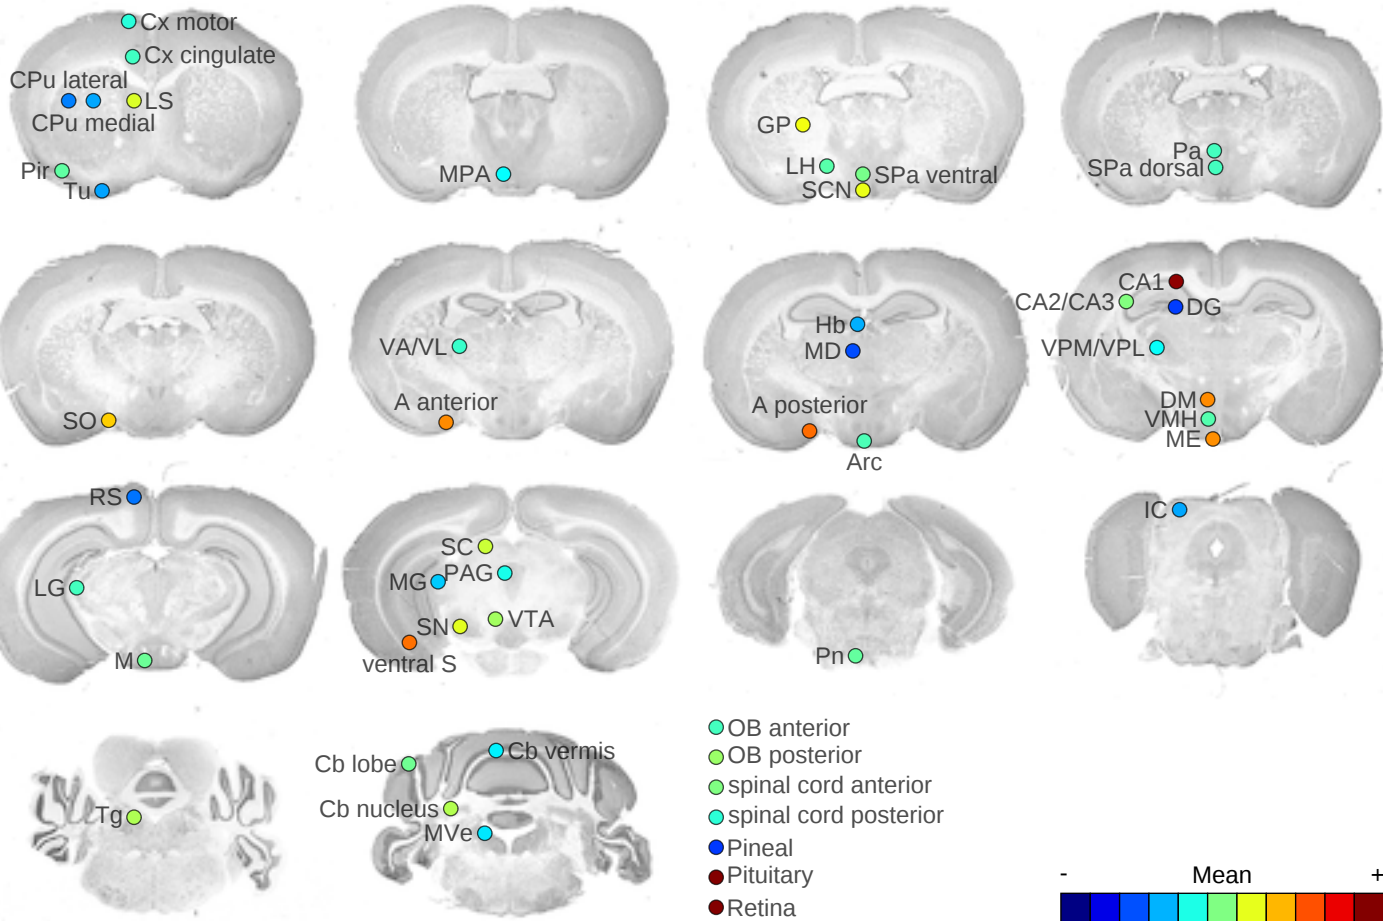 Cx motor
Cx cingulate
CPu lateral
LS
CPu medial
Pir
Tu
MPA
GP
LH
SPa ventral
SCN
Pa
SPa dorsal
SO
VA/VL
A anterior
Hb
MD
A posterior
Arc
CA1
CA2/CA3
DG
VPM/VPL
DM
VMH
ME
RS
LG
M
SC
MG
PAG
SN
VTA
ventral S
Pn
IC
Tg
Cb lobe
Cb vermis
Cb nucleus
MVe
OB anterior
OB posterior
spinal cord anterior
spinal cord posterior
Pineal
Pituitary
Retina
- Mean +